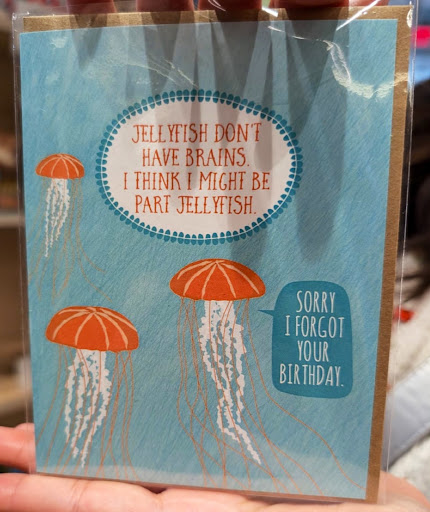 JELLYFISH DON'T
HAVE BRAINS.
I THINK I MIGHT BE
PART JELLYFISH.
SORRY
I FORGOT
YOUR
BIRTHDAY.